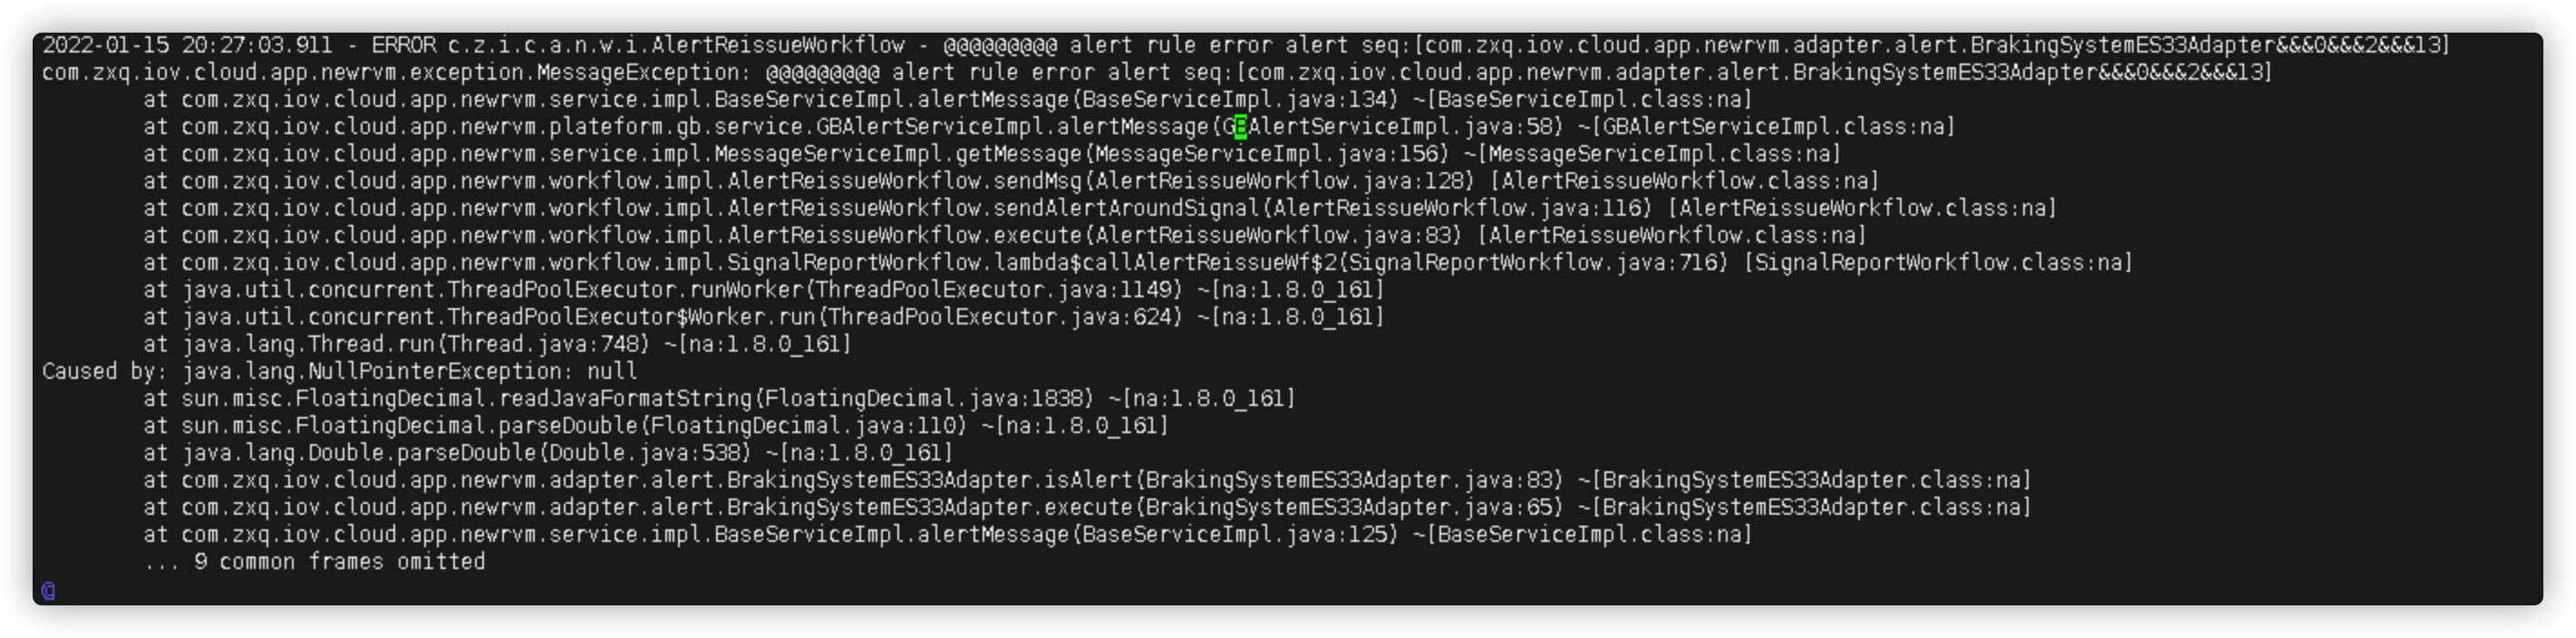 2022-01-15 20:27:03.911 - ERROR c.z.i.c.a.n.w.i.AlertReissueWorkflow - @@@@@@@@@ alert rule error alert seq:[com.zxq.iov.cloud.app.newrvm.adapter.alert.BrakingSystemES33Adapter&&&0&&&2&&&13]
com.zxq.iov.cloud.app.newrvm.exception.MessageException: @@@@@@@@@ alert rule error alert seq:[com.zxq.iov.cloud.app.newrvm.adapter.alert.BrakingSystemES33Adapter&&&0&&&2&&&13]
at com.zxq.iov.cloud.app.newrvm.service.impl.BaseServiceImpl.alertMessage(BaseServiceImpl.java:134) ~[BaseServiceImpl.class:na]
at com.zxq.iov.cloud.app.newrvm.plateform.gb.service.GBAlertServiceImpl.alertMessage(GBAlertServiceImpl.java:58) ~[GBAlertServiceImpl.class:na]
at com.zxq.iov.cloud.app.newrvm.service.impl.MessageServiceImpl.getMessage(MessageServiceImpl.java:156) ~[MessageServiceImpl.class:na]
at com.zxq.iov.cloud.app.newrvm.workflow.impl.AlertReissueWorkflow.sendMsg(AlertReissueWorkflow.java:128) [AlertReissueWorkflow.class:na]
at com.zxq.iov.cloud.app.newrvm.workflow.impl.AlertReissueWorkflow.sendAlertAroundSignal(AlertReissueWorkflow.java:116) [AlertReissueWorkflow.class:na]
at com.zxq.iov.cloud.app.newrvm.workflow.impl.AlertReissueWorkflow.execute(AlertReissueWorkflow.java:83) [AlertReissueWorkflow.class:na]
at com.zxq.iov.cloud.app.newrvm.workflow.impl.SignalReportWorkflow.lambda$callAlertReissueWf$2(SignalReportWorkflow.java:716) [SignalReportWorkflow.class:na]
at java.util.concurrent.ThreadPoolExecutor.runWorker(ThreadPoolExecutor.java:1149) ~[na:1.8.0_161]
at java.util.concurrent.ThreadPoolExecutor$Worker.run(ThreadPoolExecutor.java:624) ~[na:1.8.0_161]
at java.lang.Thread.run(Thread.java:748) ~[na:1.8.0_161]
Caused by: java.lang.NullPointerException: null
at sun.misc.FloatingDecimal.readJavaFormatString(FloatingDecimal.java:1838) ~[na:1.8.0_161]
at sun.misc.FloatingDecimal.parseDouble(FloatingDecimal.java:110) ~[na:1.8.0_161]
at java.lang.Double.parseDouble(Double.java:538) ~[na:1.8.0_161]
at com.zxq.iov.cloud.app.newrvm.adapter.alert.BrakingSystemES33Adapter.isAlert(BrakingSystemES33Adapter.java:83) ~[BrakingSystemES33Adapter.class:na]
at com.zxq.iov.cloud.app.newrvm.adapter.alert.BrakingSystemES33Adapter.execute(BrakingSystemES33Adapter.java:65) ~[BrakingSystemES33Adapter.class:na]
at com.zxq.iov.cloud.app.newrvm.service.impl.BaseServiceImpl.alertMessage(BaseServiceImpl.java:125) ~[BaseServiceImpl.class:na]
... 9 common frames omitted
@